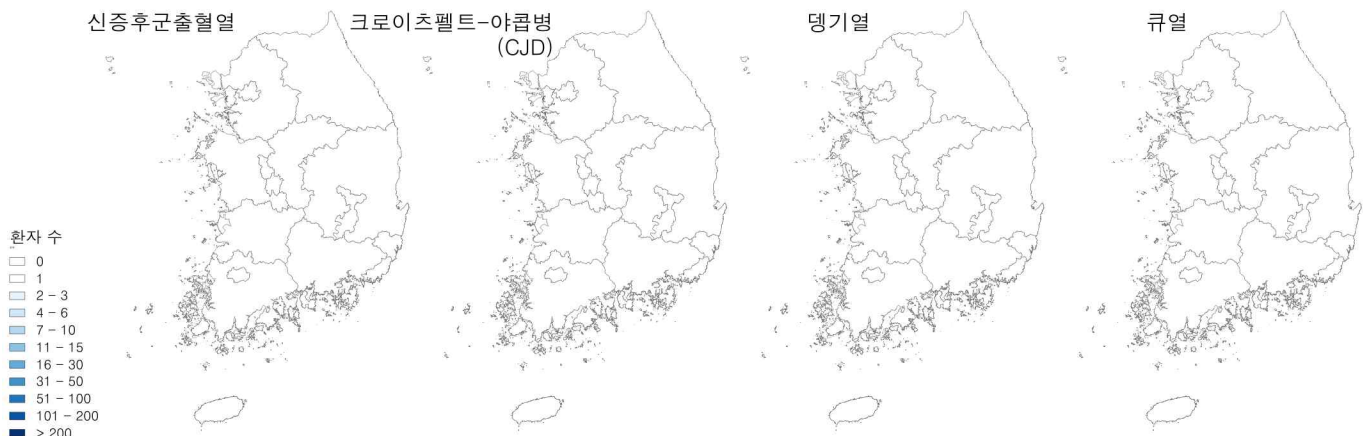 신증후군출혈열
크로이츠펠트-야콥병
(CJD)
뎅기열
큐열
환자 수
0
1
2 - 3
4 - 6
7 - 10
11 - 15
16 - 30
31 - 50
51 - 100
101 - 200
> 200